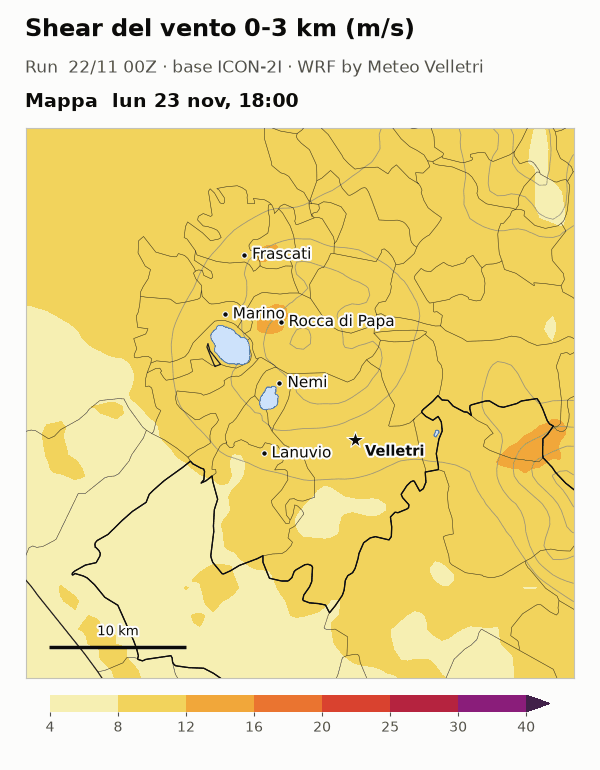 Shear del vento 0-3 km (m/s)
Run 22/11 00Z · base ICON-2I · WRF by Meteo Velletri
Mappa lun 23 nov, 18:00
Frascati
Marino
Rocca di Papa
Nemi
Velletri
Lanuvio
10 km
4 8 12 16 20 25 30 40